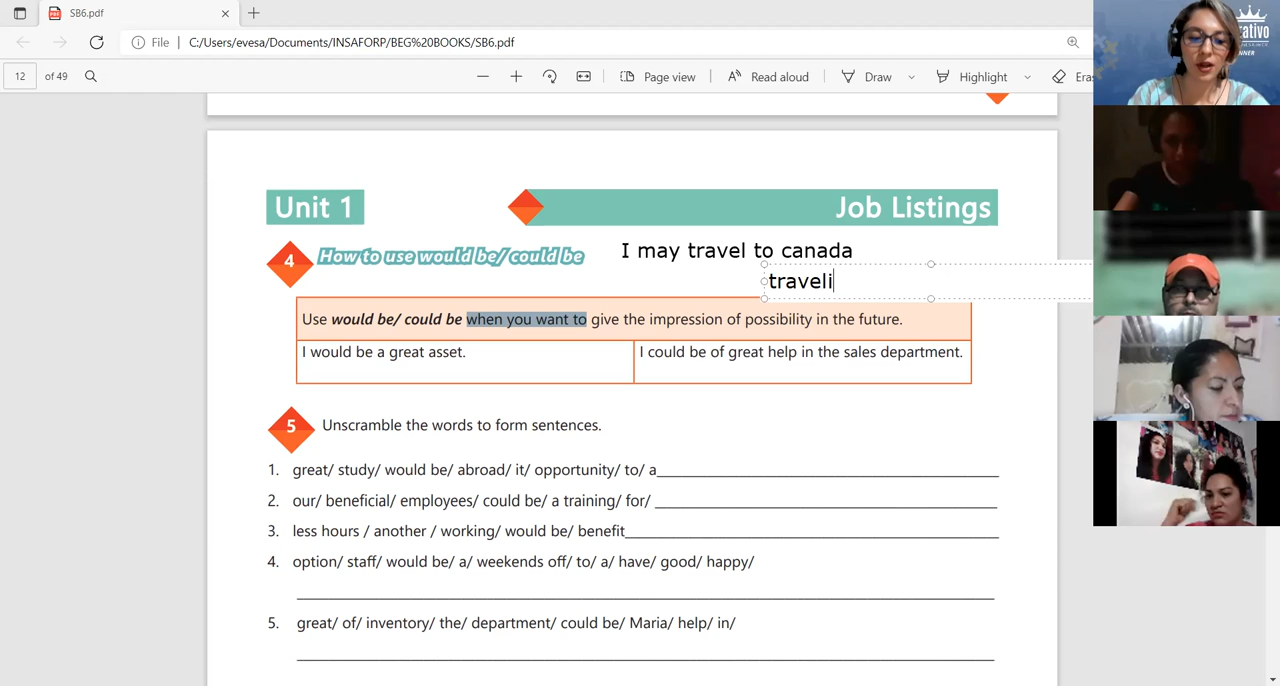 SB6.pdf
File C:/Users/evesa/Documents/INSAFORP/BEG%20BOOKS/SB6.pdf
12 of 49 Page view Read aloud Draw Highlight Eras
Unit 1 Job Listings
4 How to use would be/ could be I may travel to canada
traveli
Use would be/ could be when you want to give the impression of possibility in the future.
I would be a great asset. I could be of great help in the sales department.
5 Unscramble the words to form sentences.
1. great/ study/ would be/ abroad/ it/ opportunity/ to/ a
2. our/ beneficial/ employees/ could be/ a training/ for/
3. less hours / another / working/ would be/ benefit
4. option/ staff/ would be/ a/ weekends off/ to/ a/ have/ good/ happy/
5. great/ of/ inventory/ the/ department/ could be/ Maria/ help/ in/